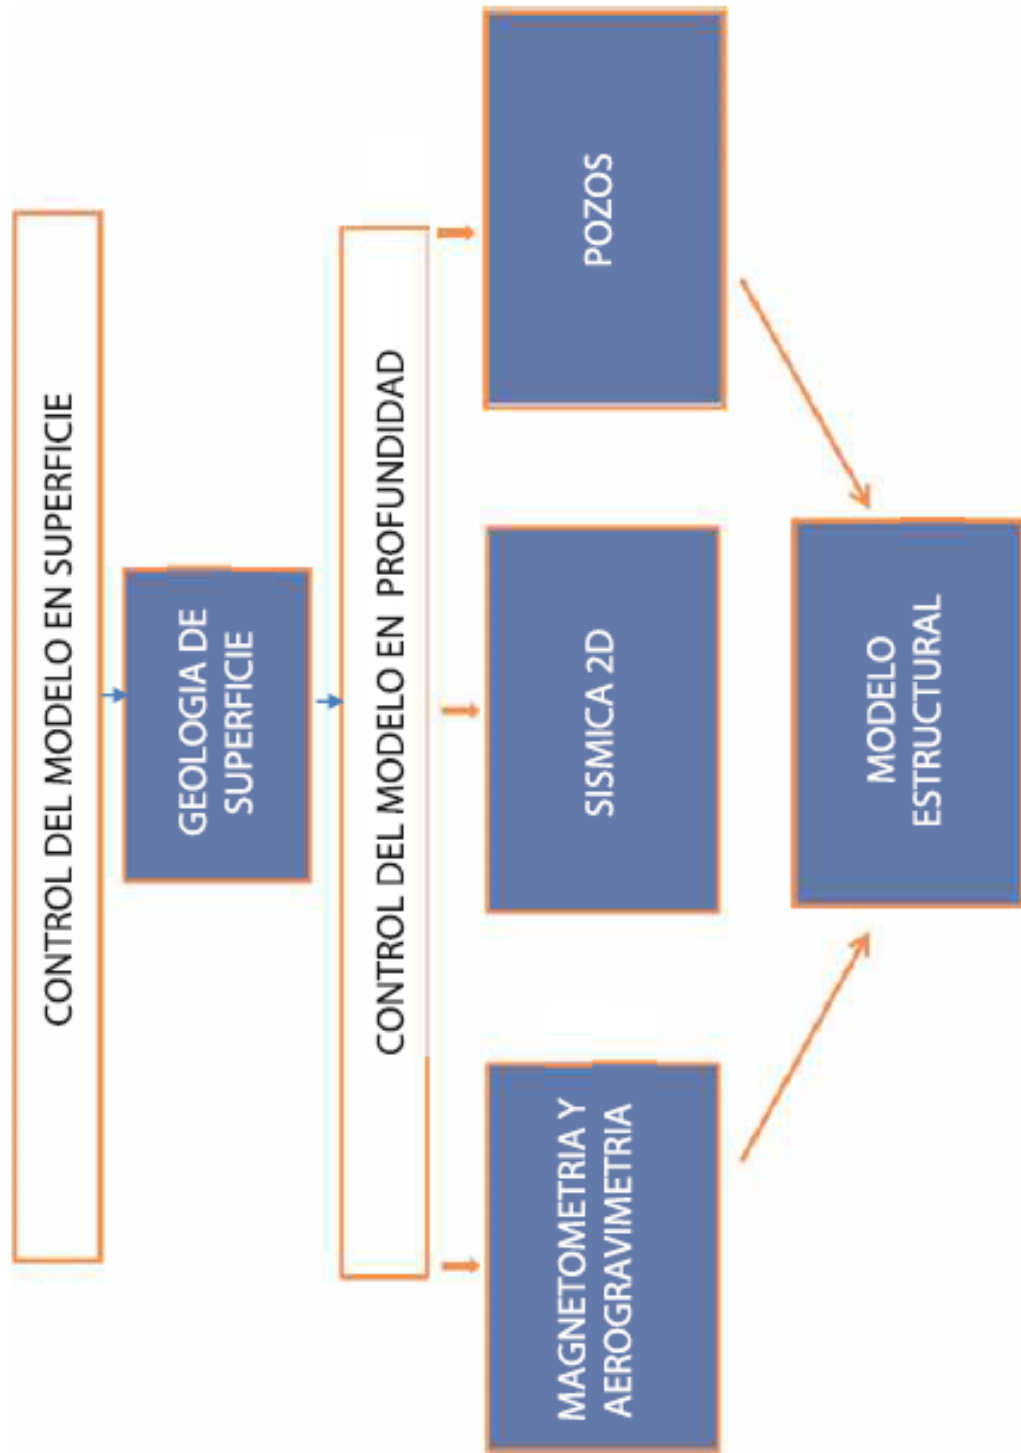 CONTROL DEL MODELO EN SUPERFICIE
GEOLOGIA DE
SUPERFICIE
CONTROL DEL MODELO EN PROFUNDIDAD
MAGNETOMETRIA Y
AEROGRAVIMETRIA
SISMICA 2D
POZOS
MODELO
ESTRUCTURAL